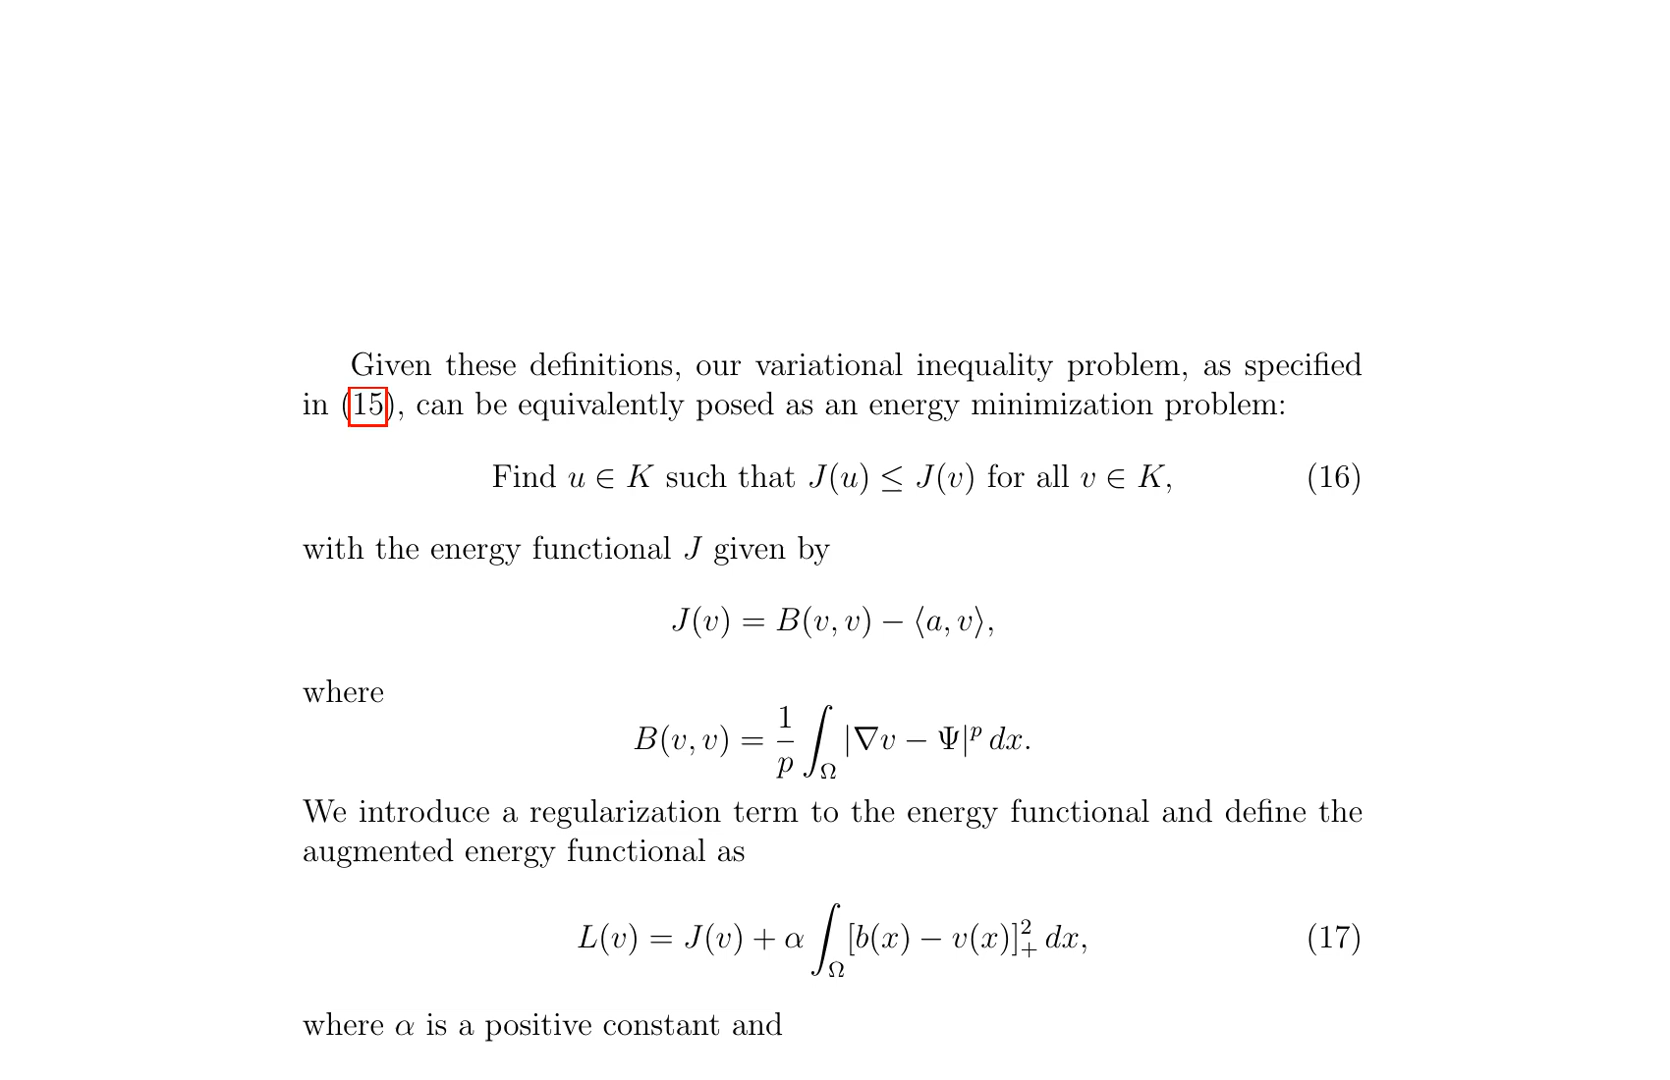 Given these definitions, our variational inequality problem, as specified
in (15), can be equivalently posed as an energy minimization problem:
Find u ∈ K such that J(u) ≤ J(v) for all v ∈ K, (16)
with the energy functional J given by
J(v) = B(v, v) − ⟨a, v⟩,
where
B(v, v) = \frac{1}{p} ∫_Ω |∇v − Ψ|^p dx.
We introduce a regularization term to the energy functional and define the
augmented energy functional as
L(v) = J(v) + α ∫_Ω [b(x) − v(x)]_+^2 dx, (17)
where α is a positive constant and